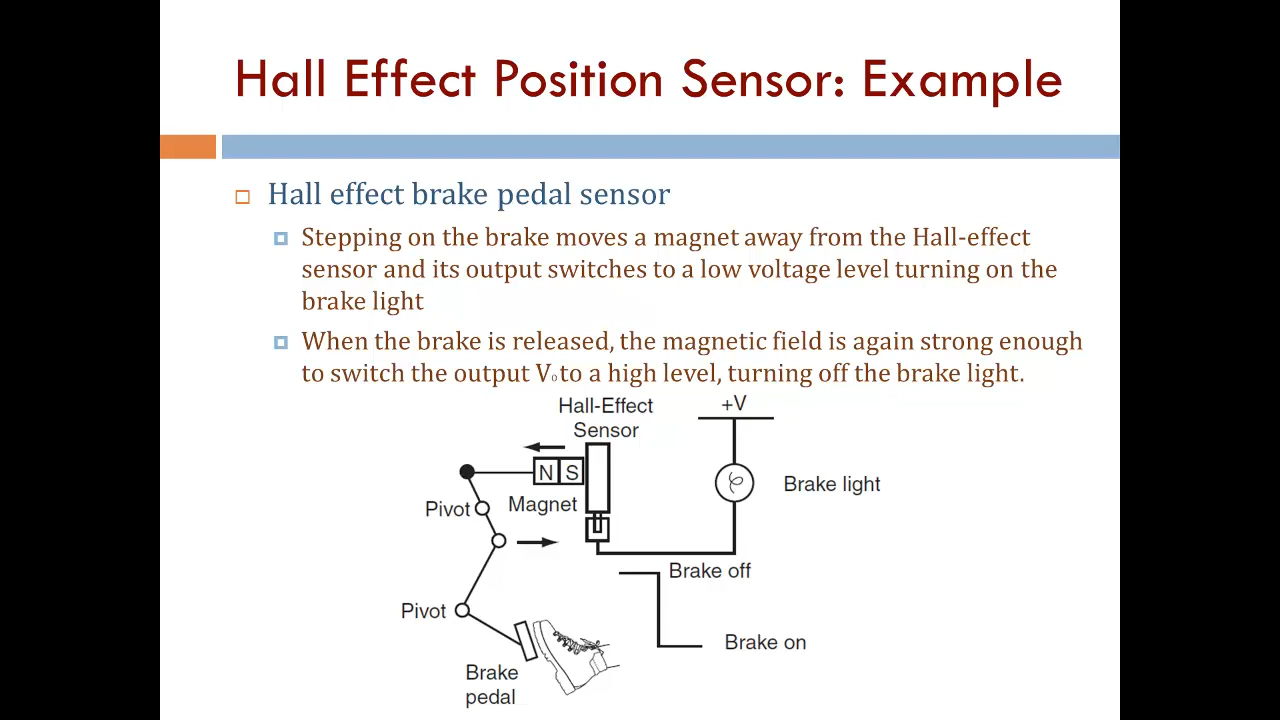 Hall Effect Position Sensor: Example
Hall effect brake pedal sensor
Stepping on the brake moves a magnet away from the Hall-effect
sensor and its output switches to a low voltage level turning on the
brake light
When the brake is released, the magnetic field is again strong enough
to switch the output V₀ to a high level, turning off the brake light.
Hall-Effect
Sensor
+V
N S
Brake light
Pivot
Magnet
Brake off
Pivot
Brake on
Brake
pedal